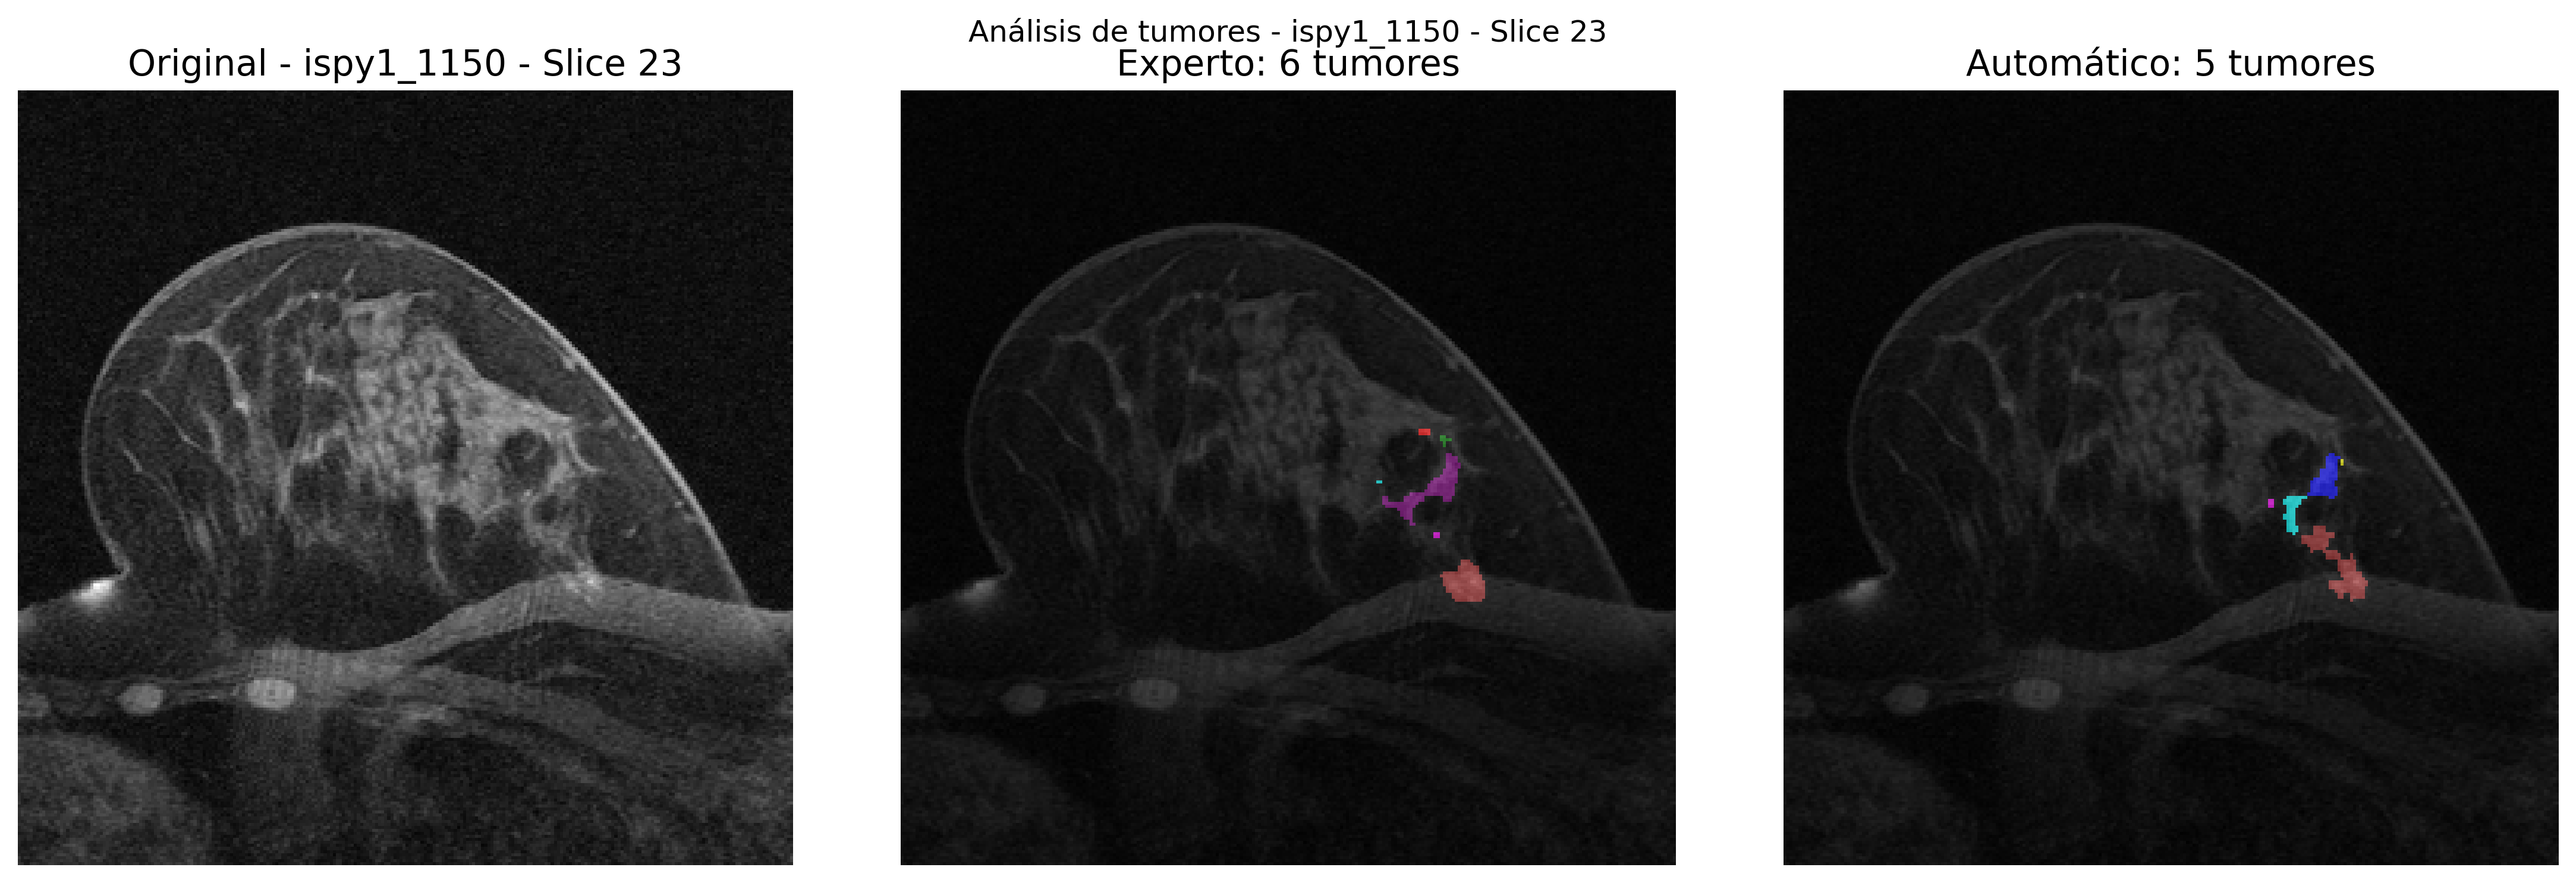 Análisis de tumores - ispy1_1150 - Slice 23
Original - ispy1_1150 - Slice 23
Experto: 6 tumores
Automático: 5 tumores